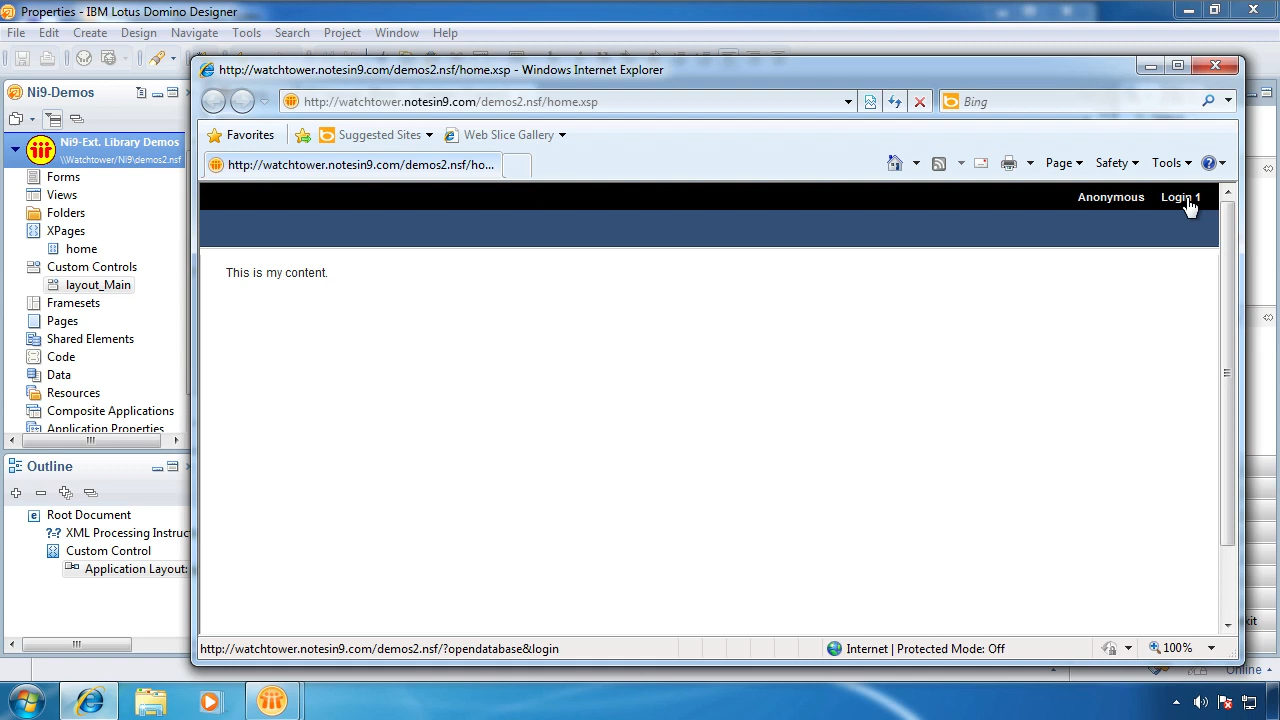 Properties - IBM Lotus Domino Designer
File Edit Create Design Navigate Tools Search Project Window Help
Ni9-Demos
Ni9-Ext. Library Demos
\\Watchtower/Ni9\demos2.nsf
Forms
Views
Folders
XPages
home
Custom Controls
layout_Main
Framesets
Pages
Shared Elements
Code
Data
Resources
Composite Applications
Application Properties
Outline
Root Document
XML Processing Instruc
Custom Control
Application Layout:
http://watchtower.notesin9.com/demos2.nsf/home.xsp - Windows Internet Explorer
http://watchtower.notesin9.com/demos2.nsf/home.xsp
Bing
Favorites Suggested Sites Web Slice Gallery
http://watchtower.notesin9.com/demos2.nsf/ho...
Page Safety Tools
Anonymous Login 1
This is my content.
http://watchtower.notesin9.com/demos2.nsf/?opendatabase&login
Internet | Protected Mode: Off
100%
xit
Online